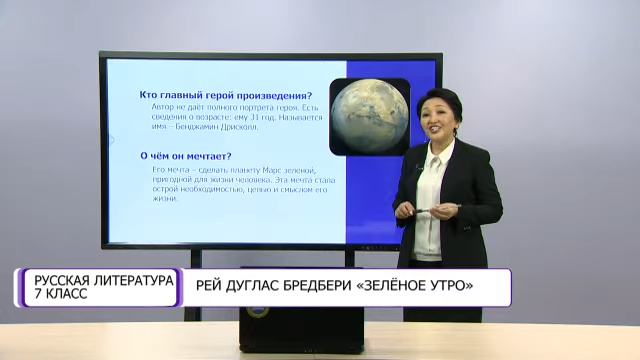 Кто главный герой произведения?
Автор не даёт полного портрета героя. Есть
сведения о возрасте: ему 31 год. Называется
имя – Бенджамин Дрисколл.
О чём он мечтает?
Его мечта – сделать планету Марс зеленой,
пригодной для жизни человека. Эта мечта стала
острой необходимостью, целью и смыслом его
жизни.
РУССКАЯ ЛИТЕРАТУРА
7 КЛАСС
РЕЙ ДУГЛАС БРЕДБЕРИ «ЗЕЛЁНОЕ УТРО»